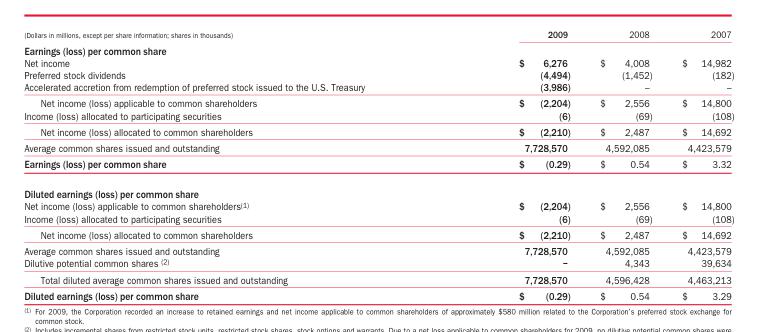 (Dollars in millions, except per share information; shares in thousands) 2009 2008 2007
Earnings (loss) per common share
Net income $ 6,276 $ 4,008 $ 14,982
Preferred stock dividends (4,494) (1,452) (182)
Accelerated accretion from redemption of preferred stock issued to the U.S. Treasury (3,986) – –
Net income (loss) applicable to common shareholders $ (2,204) $ 2,556 $ 14,800
Income (loss) allocated to participating securities (6) (69) (108)
Net income (loss) allocated to common shareholders $ (2,210) $ 2,487 $ 14,692
Average common shares issued and outstanding 7,728,570 4,592,085 4,423,579
Earnings (loss) per common share $ (0.29) $ 0.54 $ 3.32
Diluted earnings (loss) per common share
Net income (loss) applicable to common shareholders(1) $ (2,204) $ 2,556 $ 14,800
Income (loss) allocated to participating securities (6) (69) (108)
Net income (loss) allocated to common shareholders $ (2,210) $ 2,487 $ 14,692
Average common shares issued and outstanding 7,728,570 4,592,085 4,423,579
Dilutive potential common shares (2) – 4,343 39,634
Total diluted average common shares issued and outstanding 7,728,570 4,596,428 4,463,213
Diluted earnings (loss) per common share $ (0.29) $ 0.54 $ 3.29
(1) For 2009, the Corporation recorded an increase to retained earnings and net income applicable to common shareholders of approximately $580 million related to the Corporation's preferred stock exchange for
common stock.
(2) Includes incremental shares from restricted stock units, restricted stock shares, stock options and warrants. Due to a net loss applicable to common shareholders for 2009, no dilutive potential common shares were